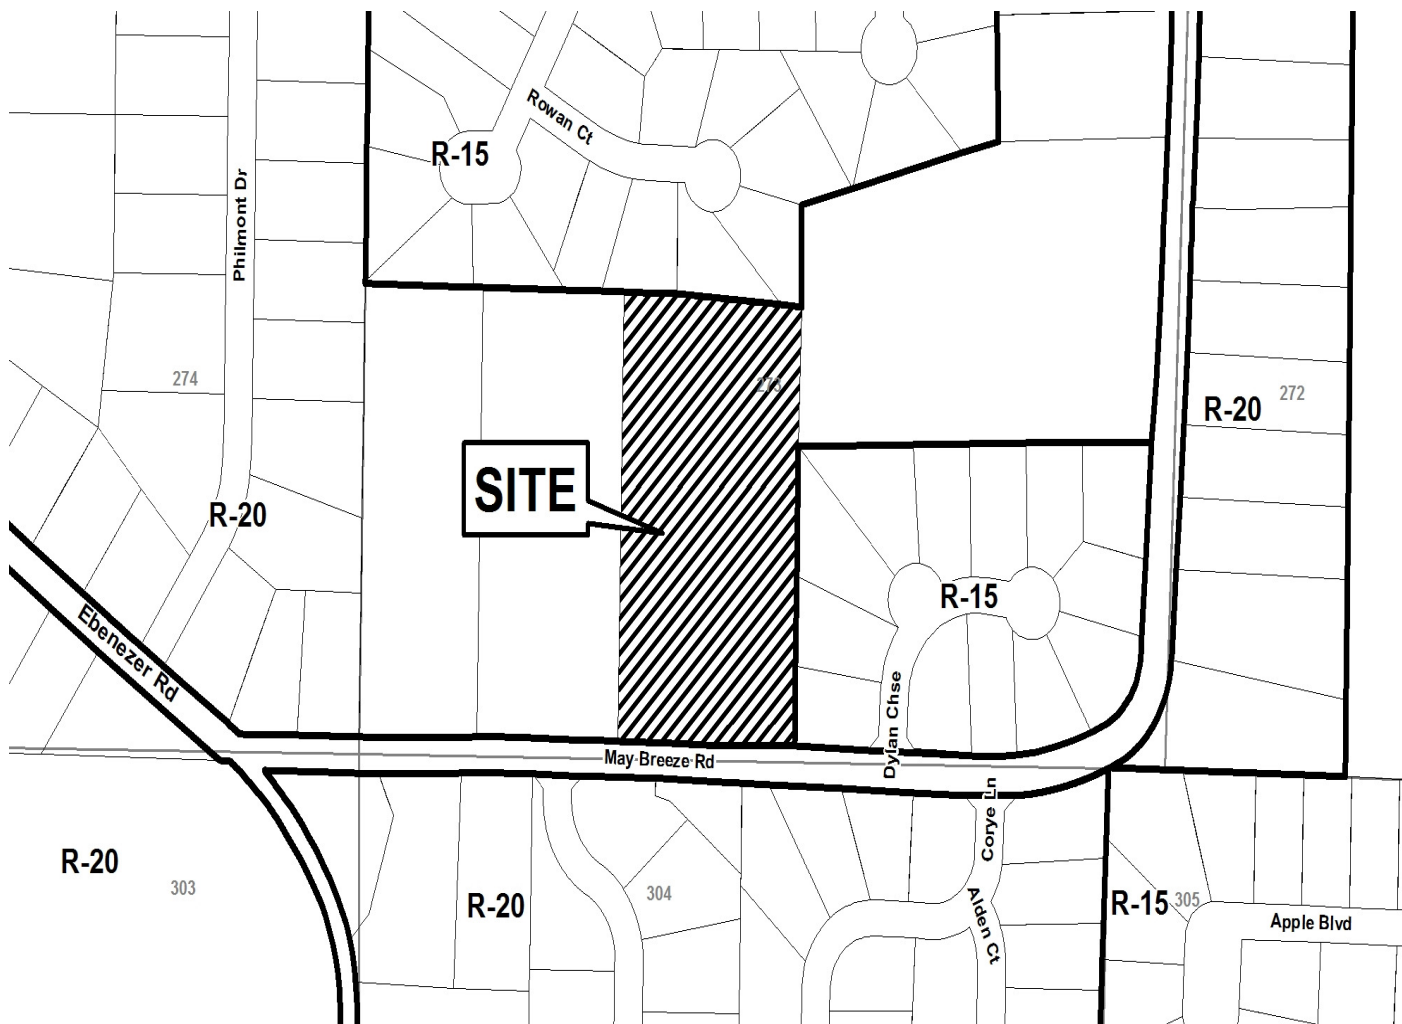 Rowan Ct
R-15
Philmont Dr
274
273
272
R-20
SITE
R-20
R-15
Ebenezer Rd
Dylan Chse
May Breeze Rd
Corye Ln
R-20
303
304
R-20
R-15
305
Alden Ct
Apple Blvd